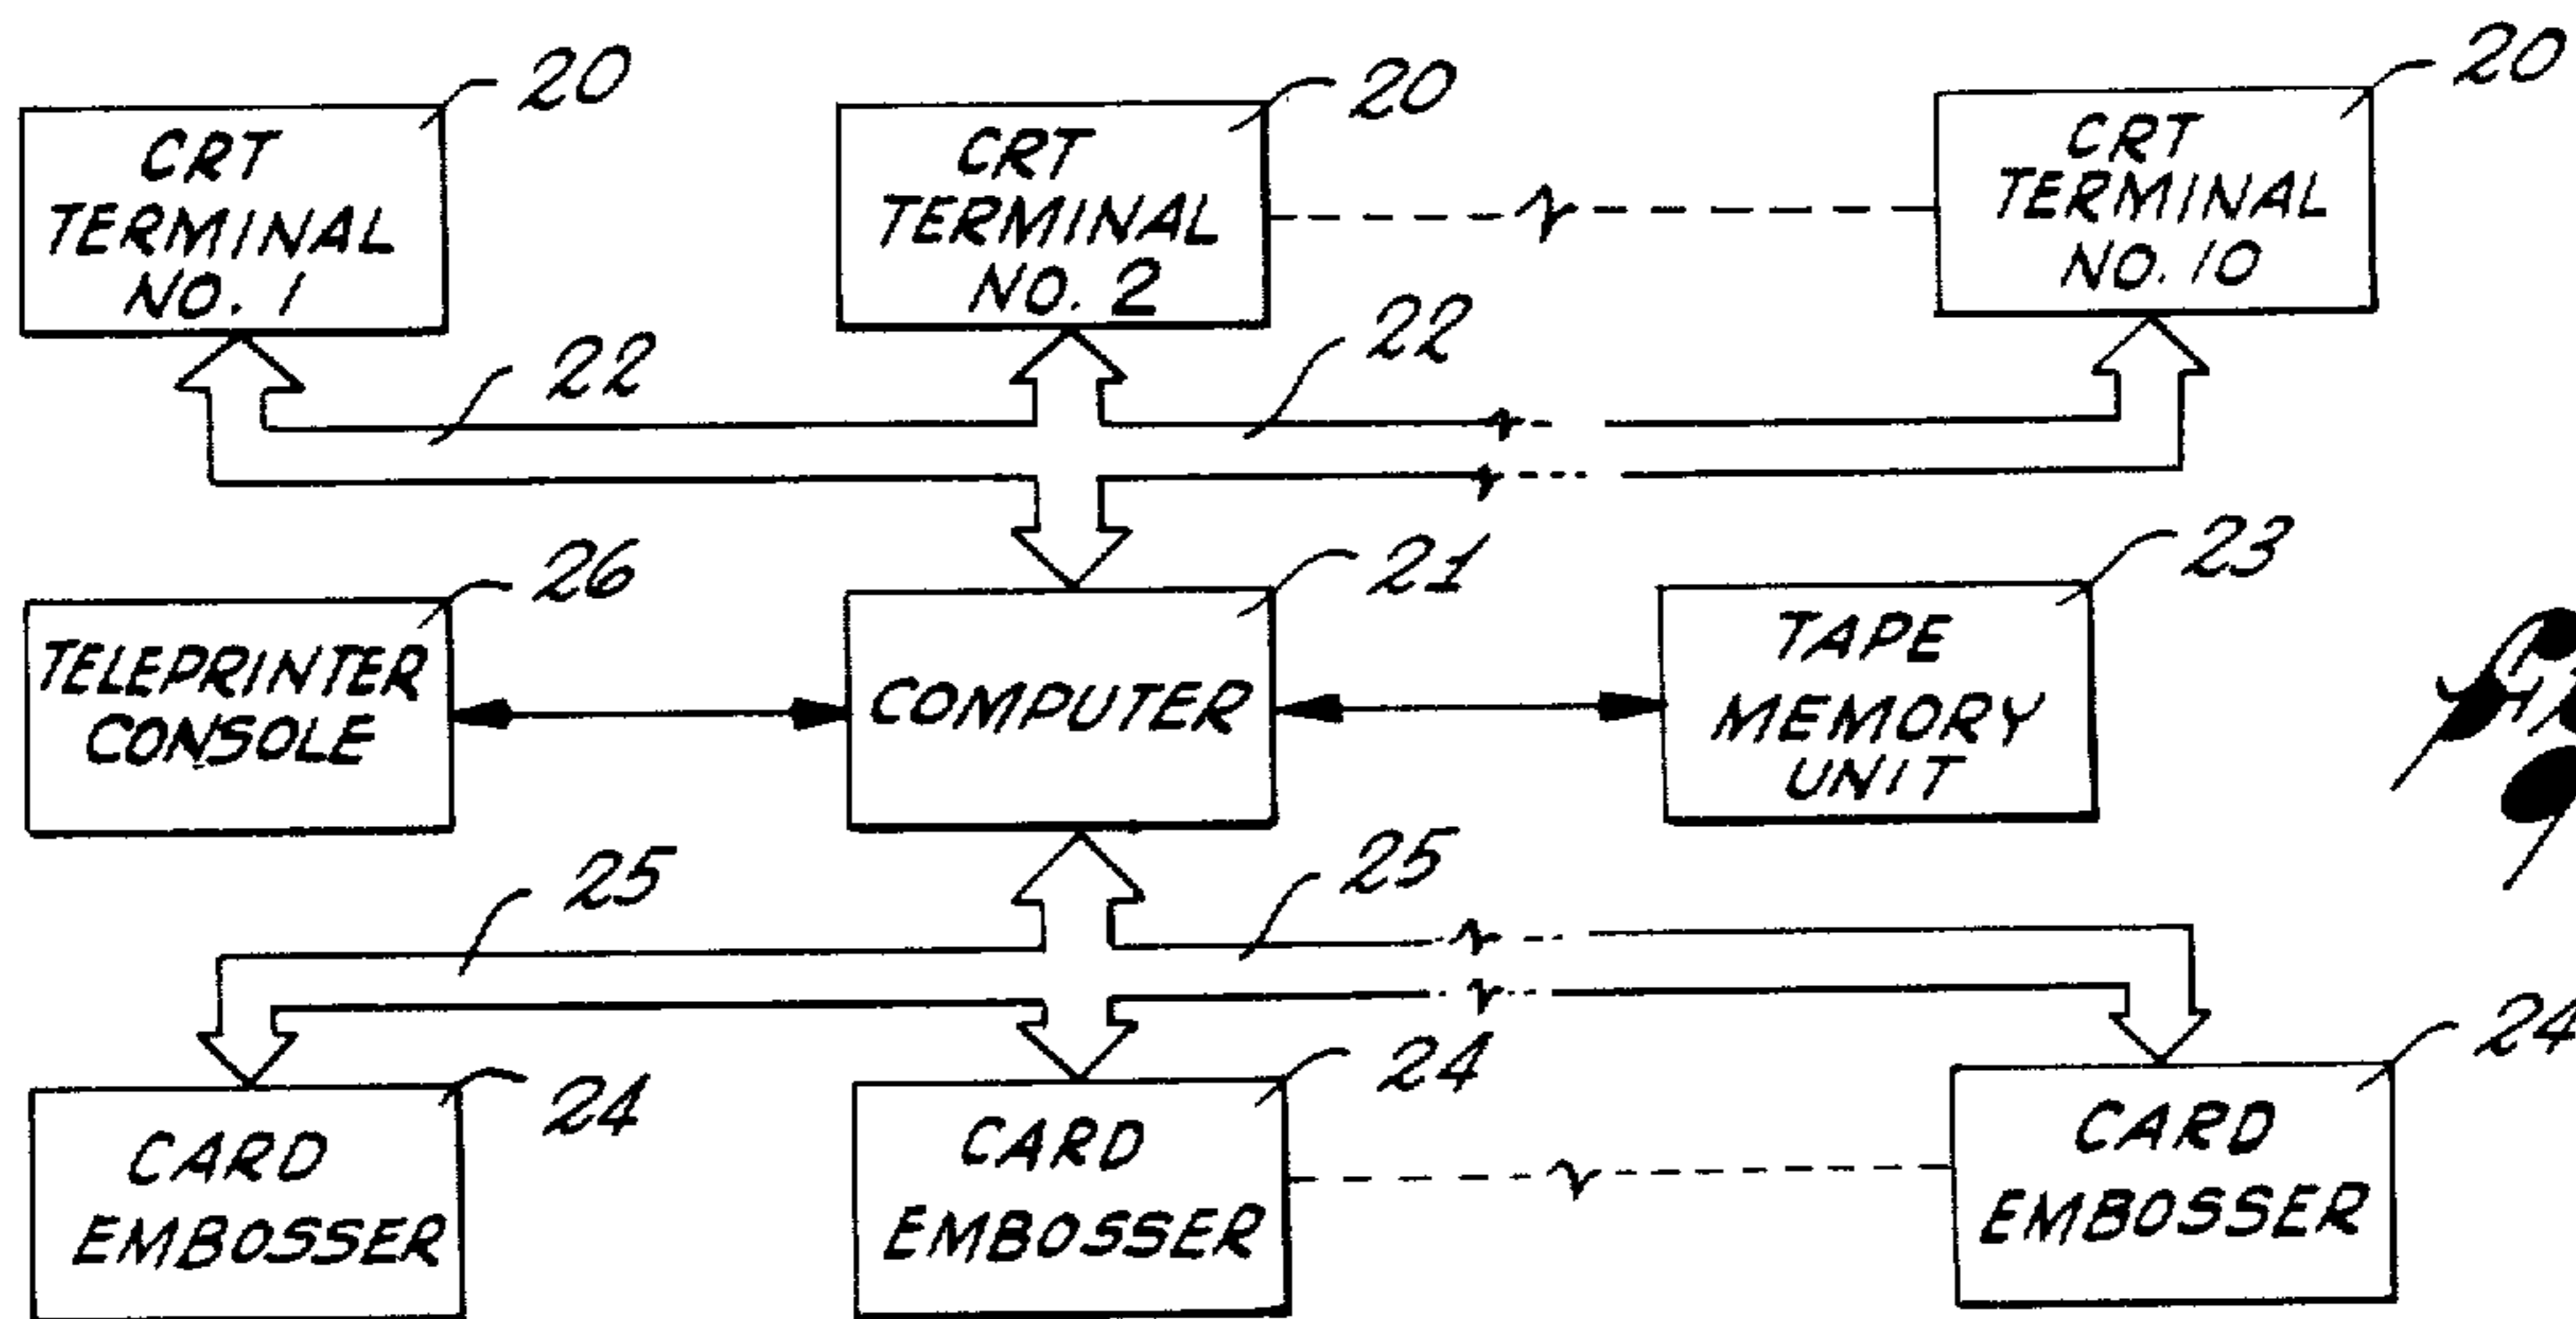 20
20
20
CRT
TERMINAL
NO. 1
CRT
TERMINAL
NO. 2
CRT
TERMINAL
NO. 10
22
22
26
21
23
TELEPRINTER
CONSOLE
COMPUTER
TAPE
MEMORY
UNIT
25
25
24
24
24
CARD
EMBOSSER
CARD
EMBOSSER
CARD
EMBOSSER